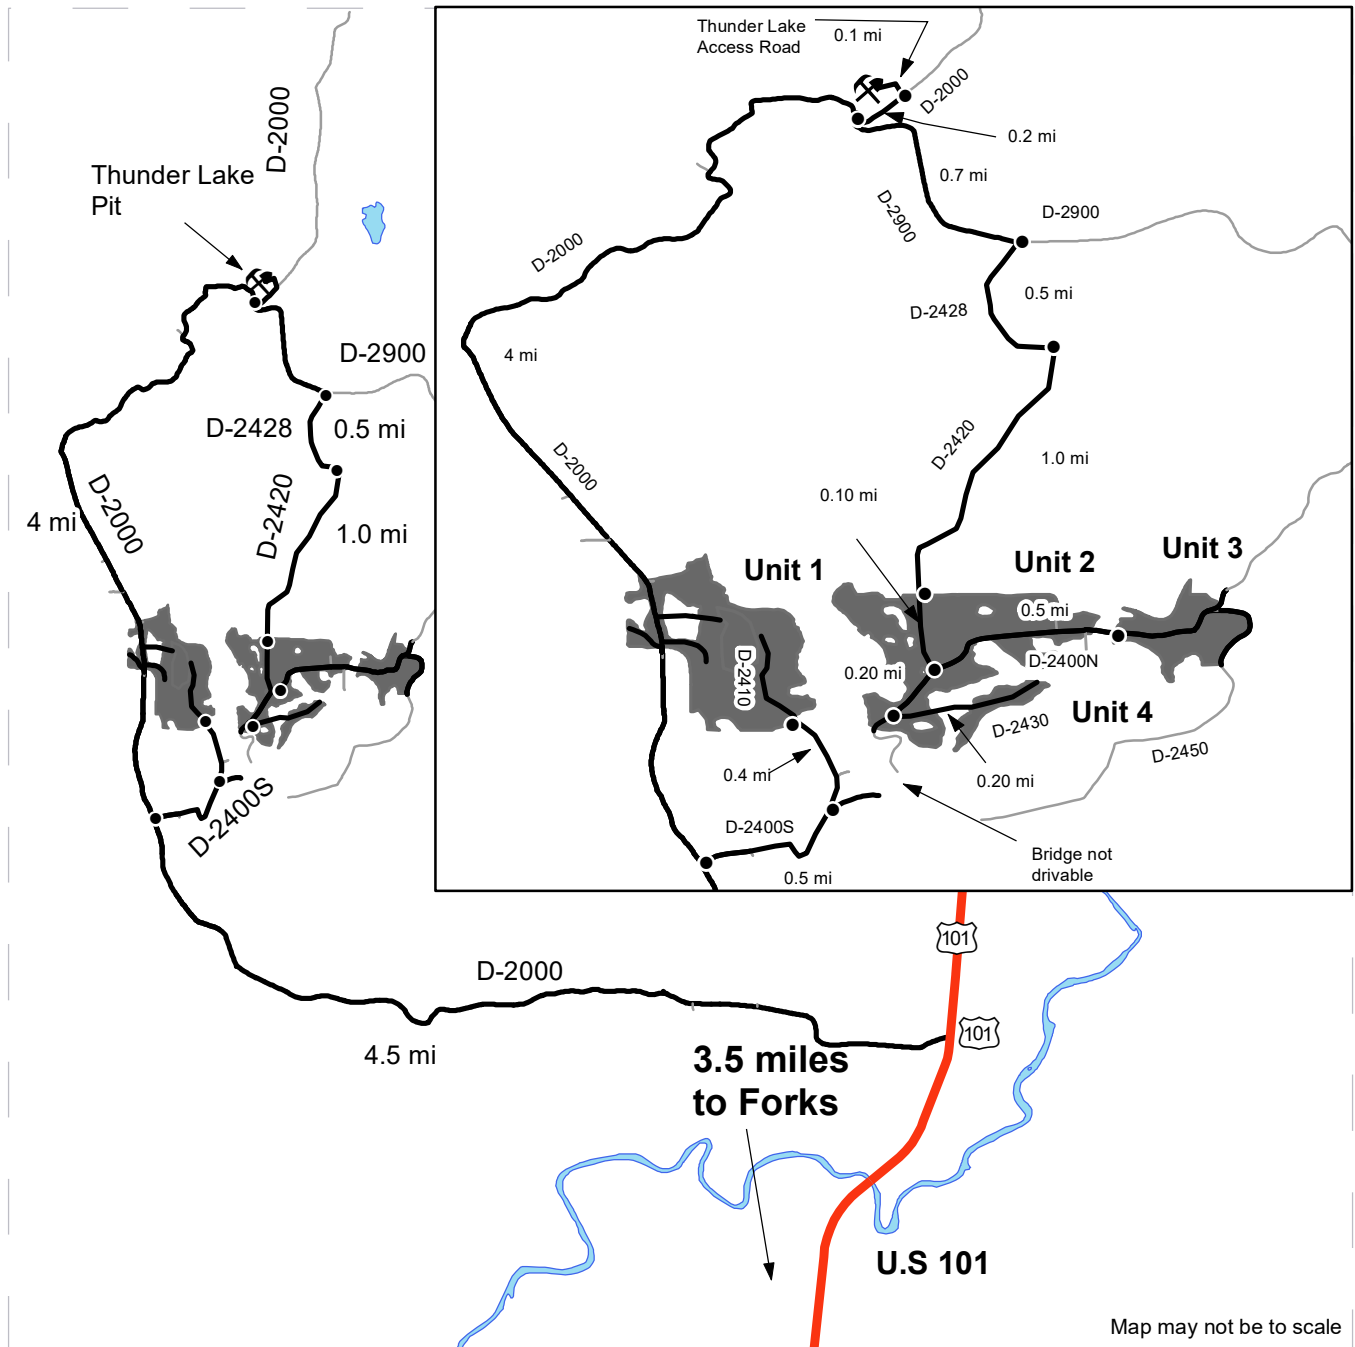 D-2000
Thunder Lake
Pit
D-2900
D-2428
0.5 mi
D-2420
D-2000
4 mi
1.0 mi
D-2400S
Thunder Lake
Access Road
0.1 mi
D-2000
0.2 mi
0.7 mi
D-2900
D-2900
D-2000
0.5 mi
D-2428
4 mi
D-2420
D-2000
1.0 mi
0.10 mi
Unit 1
Unit 2
Unit 3
0.5 mi
D-2410
0.20 mi
D-2400N
Unit 4
D-2430
D-2450
0.4 mi
0.20 mi
D-2400S
Bridge not
drivable
0.5 mi
101
D-2000
101
4.5 mi
3.5 miles
to Forks
U.S 101
Map may not be to scale